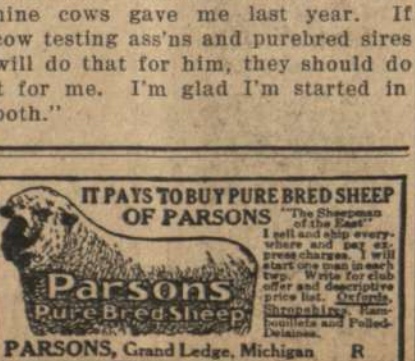 nine cows gave me last year. If
cow testing ass'ns and purebred sires
will do that for him, they should do
t for me. I'm glad I'm started in
both."
IT PAYS TO BUY PURE BRED SHEEP
OF PARSONS "The Sheepman
of the East"
I sell and ship every-
where and pay ex-
press charges. I will
start one man in each
twp. Write for club
offer and descriptive
price list. Oxfords,
Shropshires, Ram-
bouillets and Polled-
Delaines.
Parsons
Pure Bred Sheep
PARSONS, Grand Ledge, Michigan R